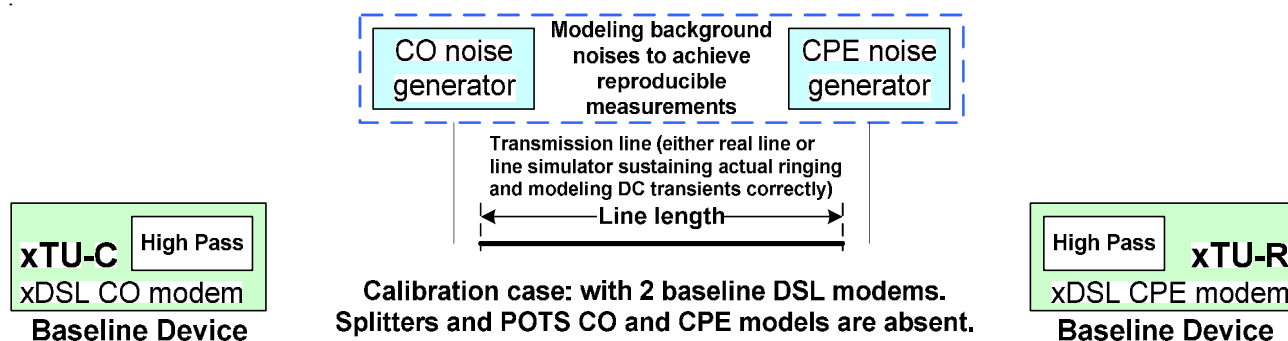 CO noise
generator
Modeling background
noises to achieve
reproducible
measurements
CPE noise
generator
Transmission line (either real line or
line simulator sustaining actual ringing
and modeling DC transients correctly)
Line length
xTU-C
High Pass
xDSL CO modem
Baseline Device
High Pass
xTU-R
xDSL CPE modem
Baseline Device
Calibration case: with 2 baseline DSL modems.
Splitters and POTS CO and CPE models are absent.